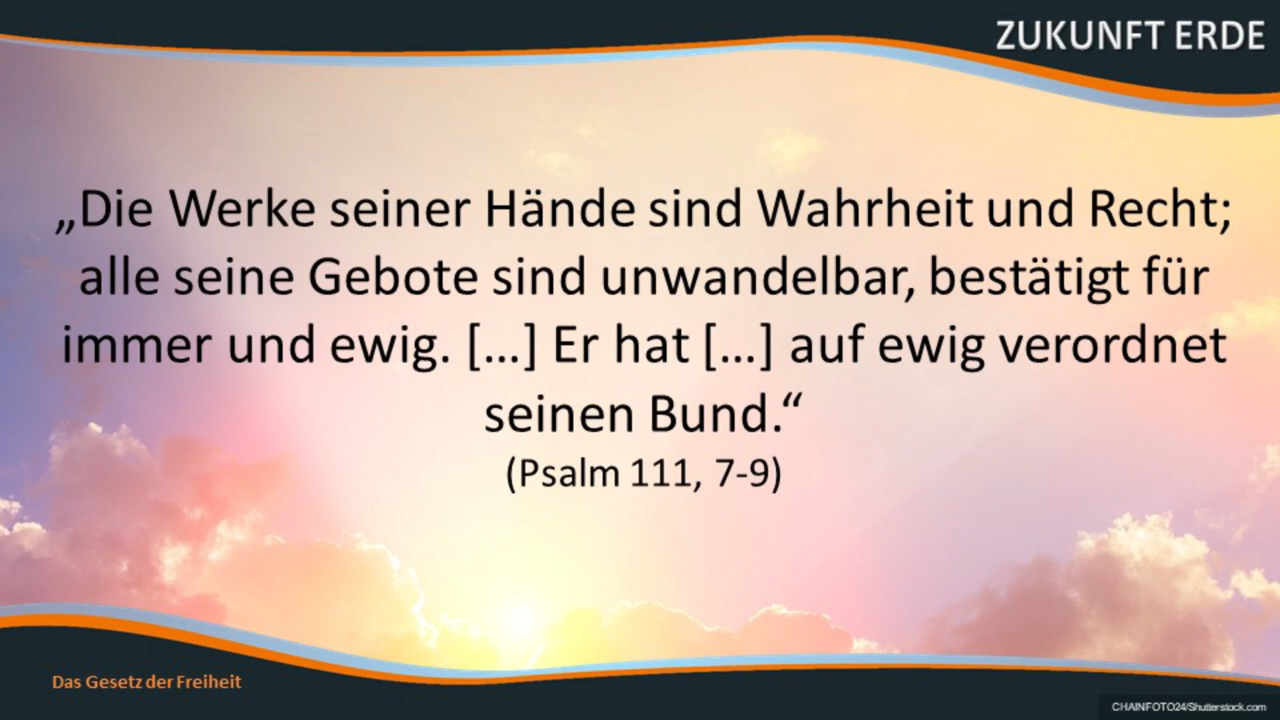 ZUKUNFT ERDE
„Die Werke seiner Hände sind Wahrheit und Recht;
alle seine Gebote sind unwandelbar, bestätigt für
immer und ewig. […] Er hat […] auf ewig verordnet
seinen Bund.“
(Psalm 111, 7-9)
Das Gesetz der Freiheit
CHAINFOTO24/Shutterstock.com